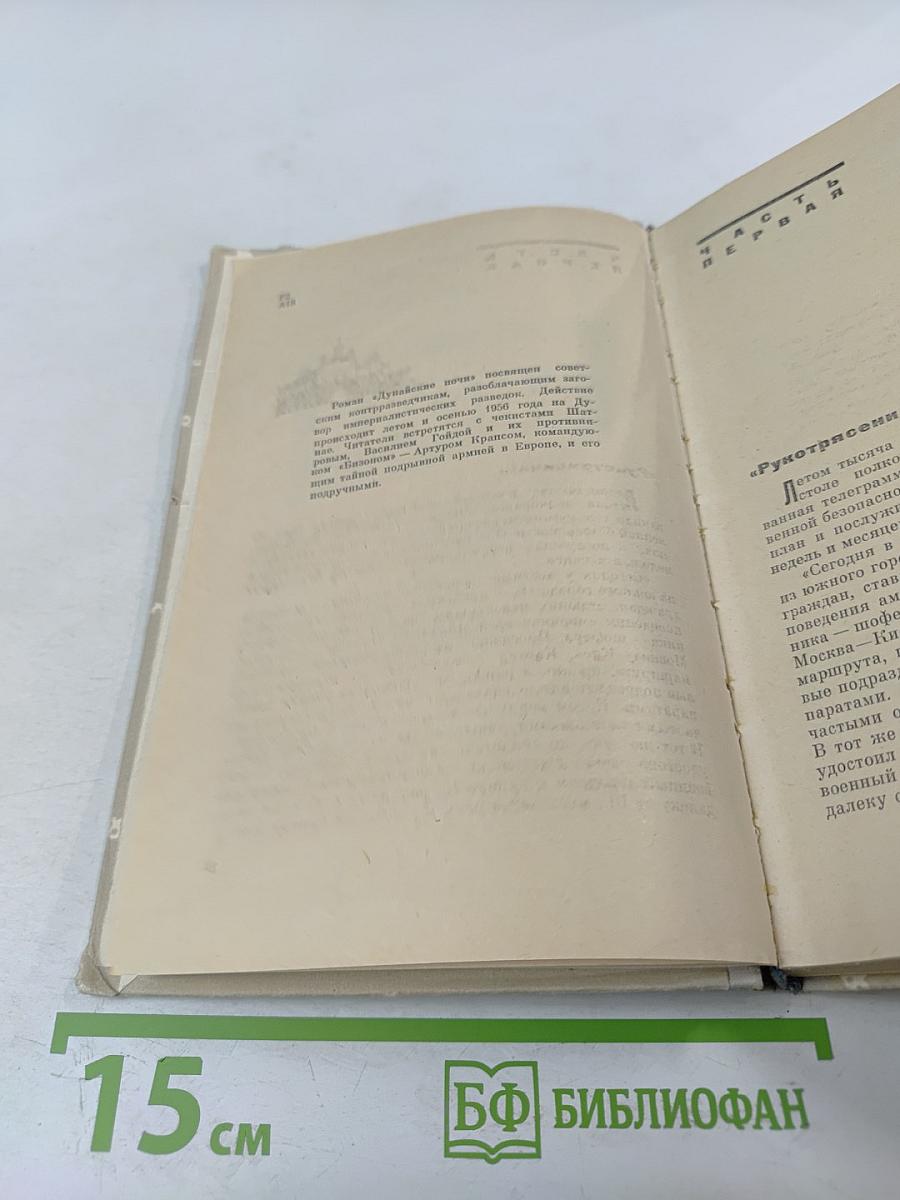 Р2
А18
Роман «Дунайские ночи» посвящен совет-
ским контрразведчикам, разоблачающим заго-
вор империалистических разведок. Действие
происходит летом и осенью 1956 года на Ду-
нае. Читатели встретятся с чекистами Шат-
ровым, Василием Гойдой и их противни-
ком «Бизоном» — Артуром Крапсом, командую-
щим тайной подрывной армией в Европе, и его
подручными.
ЧАСТЬ
ПЕРВАЯ
«Рукотрясени
Летом тысяча
столе полко
ванная телеграмм
венной безопасно
план и послужи
недель и месяце
«Сегодня в
из южного горо
граждан, став
поведения ам
ника — шофе
Москва—Ки
маршрута,
вые подразд
паратами.
частыми о
В тот же
удостоил
военный
далеку с
15 см
БФ БИБЛИОФАН